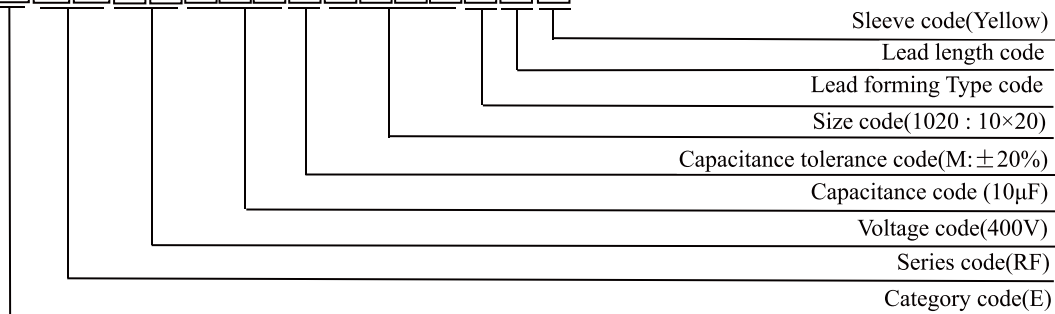 Sleeve code(Yellow)
Lead length code
Lead forming Type code
Size code(1020 : 10×20)
Capacitance tolerance code(M:±20%)
Capacitance code (10μF)
Voltage code(400V)
Series code(RF)
Category code(E)